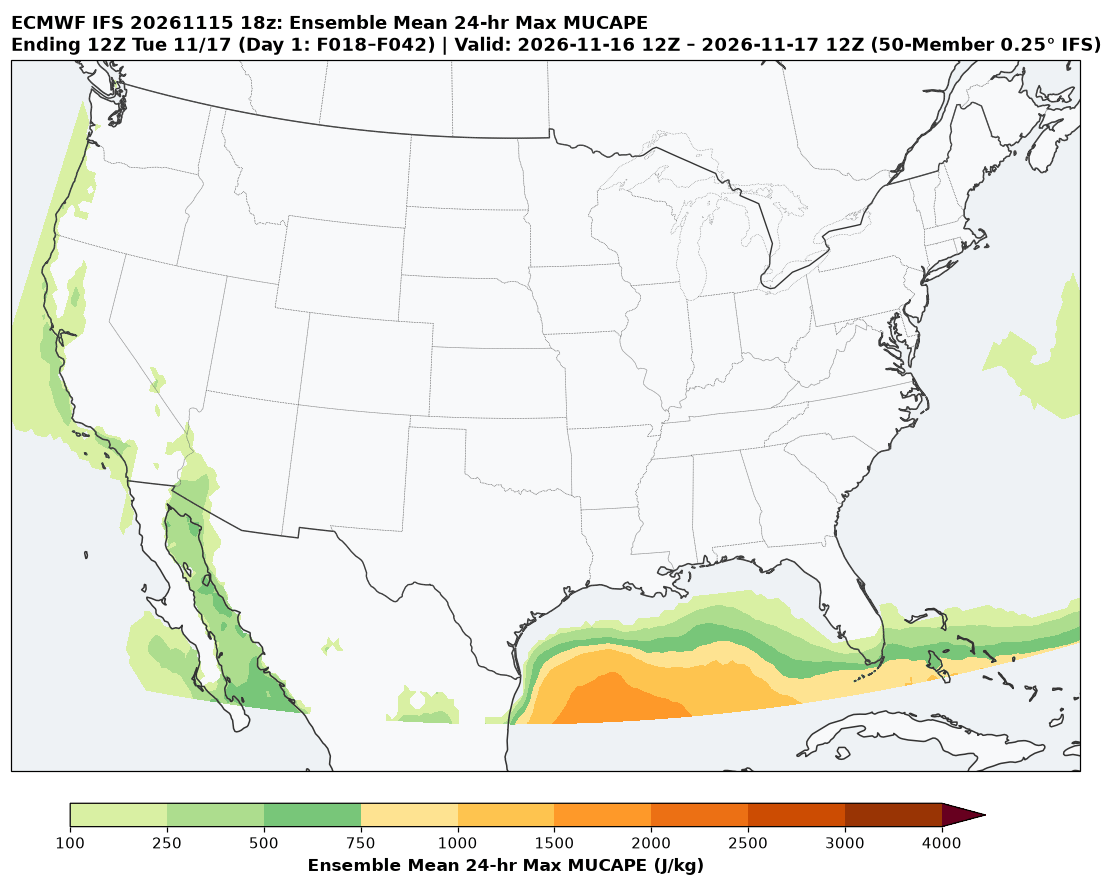 ECMWF IFS 20261115 18z: Ensemble Mean 24-hr Max MUCAPE
Ending 12Z Tue 11/17 (Day 1: F018–F042) | Valid: 2026-11-16 12Z – 2026-11-17 12Z (50-Member 0.25° IFS)
100 250 500 750 1000 1500 2000 2500 3000 4000
Ensemble Mean 24-hr Max MUCAPE (J/kg)